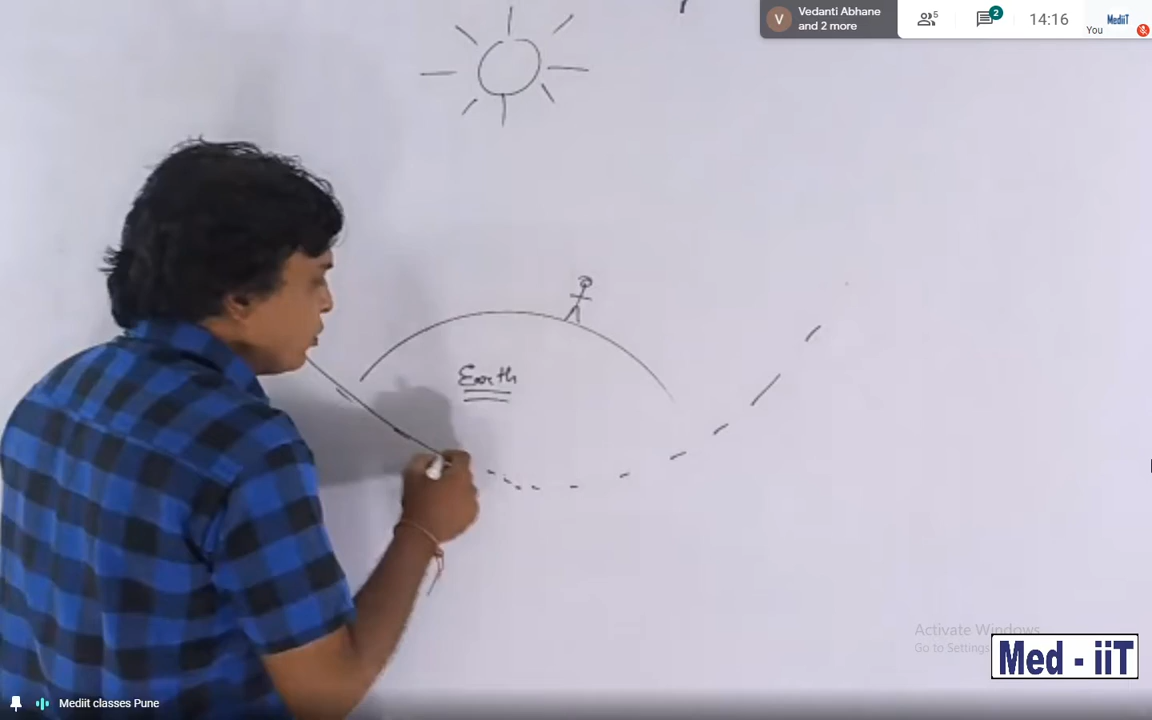 Vedanti Abhane
and 2 more
5
2
14:16
You
MedIIT
Earth
Activate Windows
Go to Settings
Med - iiT
Mediit classes Pune
V